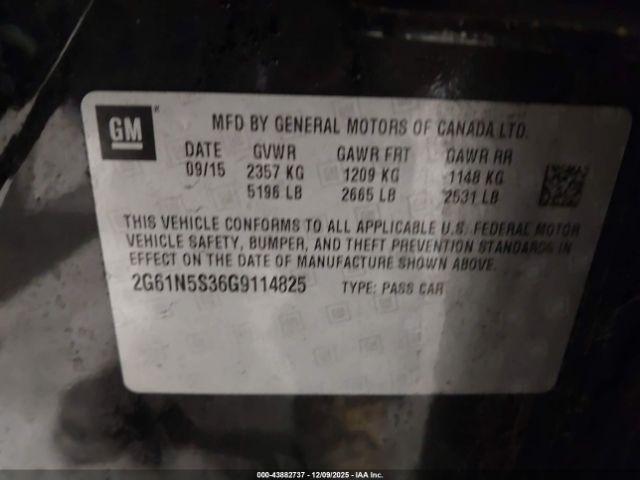 GM
MFD BY GENERAL MOTORS OF CANADA LTD.
DATE GVWR GAWR FRT GAWR RR
09/15 2357 KG 1209 KG 1148 KG
5196 LB 2665 LB 2531 LB
THIS VEHICLE CONFORMS TO ALL APPLICABLE U.S. FEDERAL MOTOR
VEHICLE SAFETY, BUMPER, AND THEFT PREVENTION STANDARDS IN
EFFECT ON THE DATE OF MANUFACTURE SHOWN ABOVE.
2G61N5S36G9114825 TYPE: PASS CAR
000-43882737 - 12/09/2025 - IAA Inc.